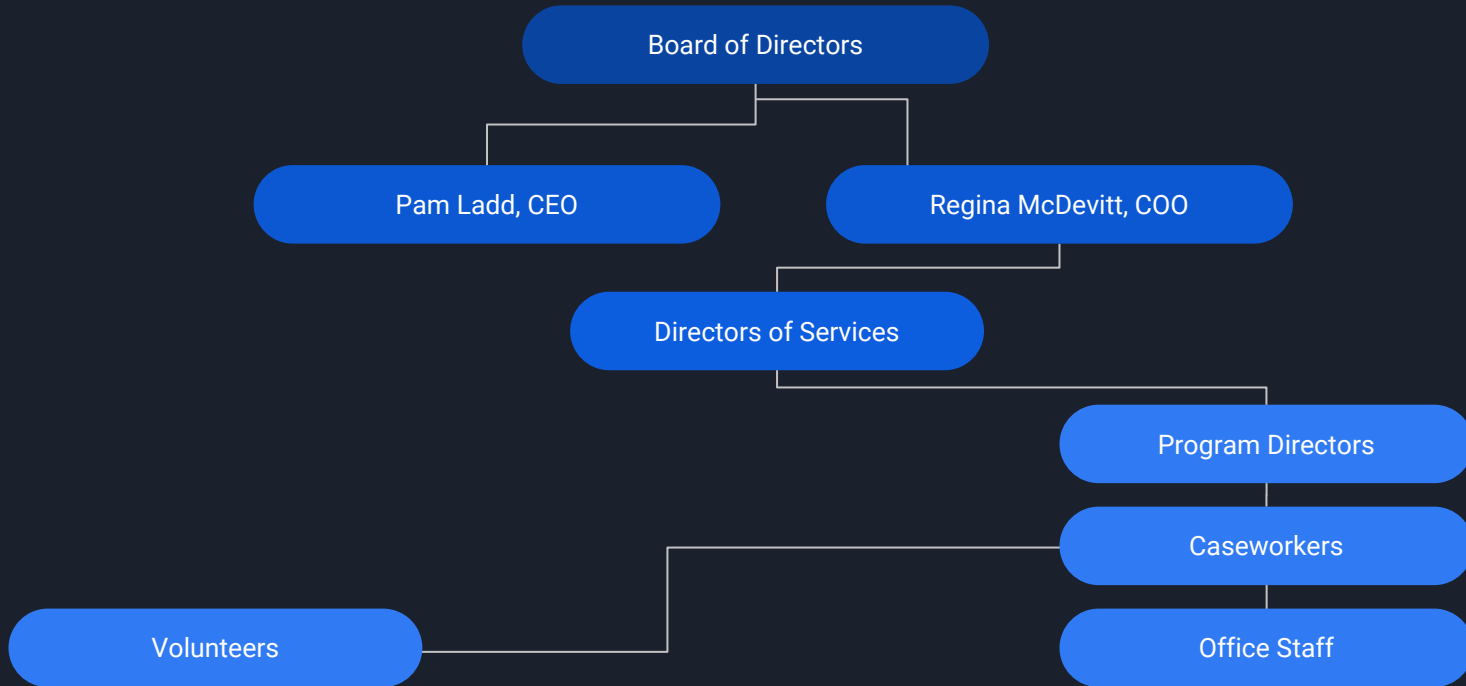 Board of Directors
Pam Ladd, CEO
Regina McDevitt, COO
Directors of Services
Program Directors
Caseworkers
Volunteers
Office Staff